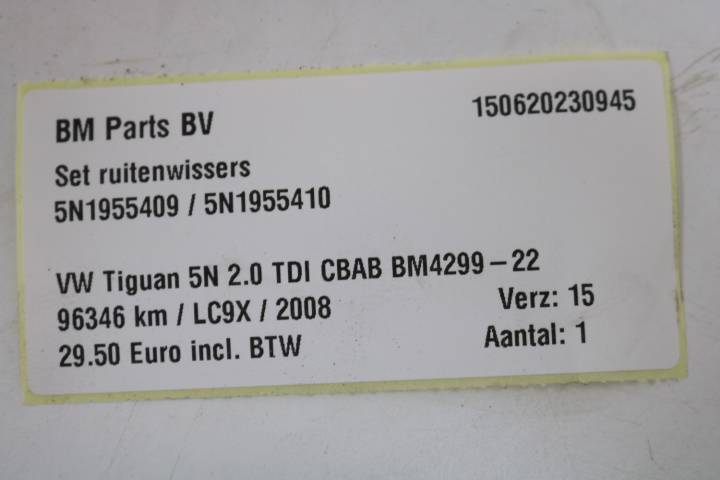 BM Parts BV 150620230945
Set ruitenwissers
5N1955409 / 5N1955410
VW Tiguan 5N 2.0 TDI CBAB BM4299-22
96346 km / LC9X / 2008 Verz: 15
29.50 Euro incl. BTW Aantal: 1